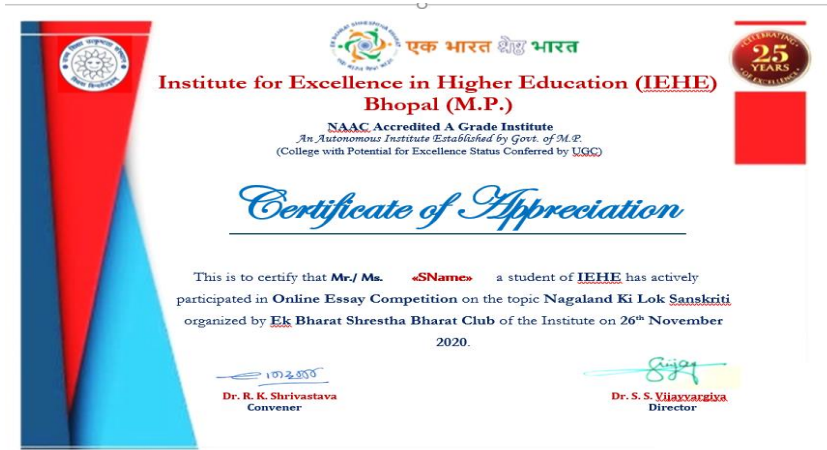 एक भारत श्रेष्ठ भारत
CELEBRATING
25
YEARS
OF EXCELLENCE
Institute for Excellence in Higher Education (IEHE)
Bhopal (M.P.)
NAAC Accredited A Grade Institute
An Autonomous Institute Established by Govt. of M.P.
(College with Potential for Excellence Status Conferred by UGC)
Certificate of Appreciation
This is to certify that Mr./ Ms. «SName» a student of IEHE has actively
participated in Online Essay Competition on the topic Nagaland Ki Lok Sanskriti
organized by Ek Bharat Shrestha Bharat Club of the Institute on 26th November
2020.
Dr. R. K. Shrivastava
Convener
Dr. S. S. Vijayvargiya
Director